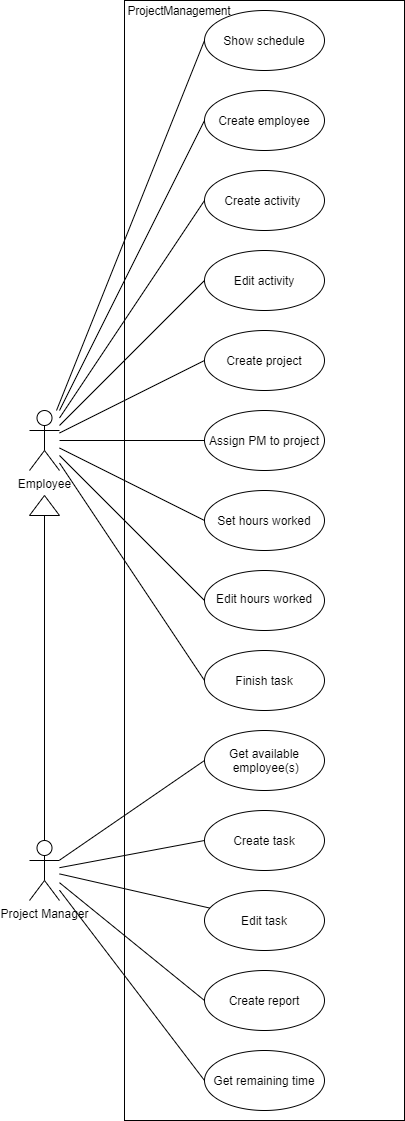 ProjectManagement
Show schedule
Create employee
Create activity
Edit activity
Create project
Assign PM to project
Employee
Set hours worked
Edit hours worked
Finish task
Get available
employee(s)
Create task
Project Manager
Edit task
Create report
Get remaining time